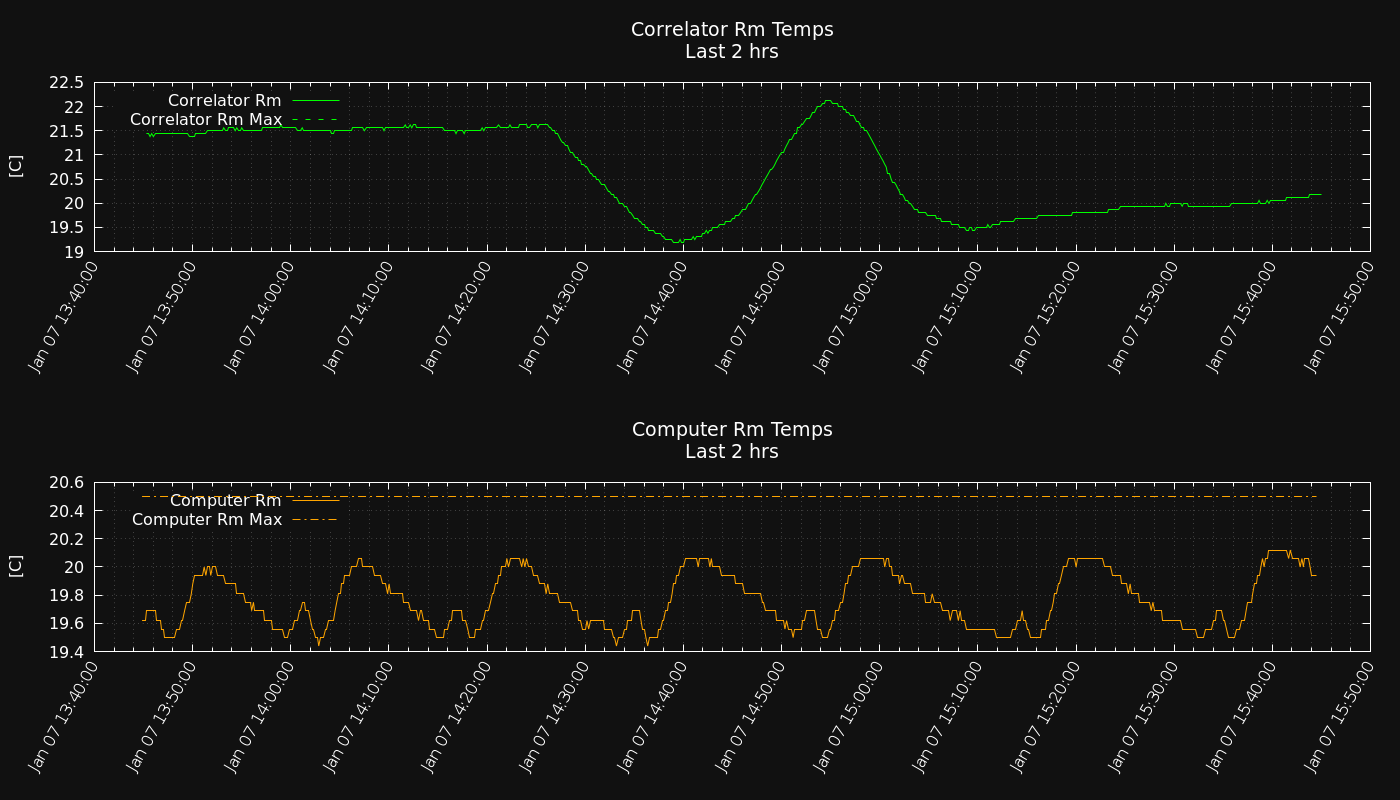 Correlator Rm Temps
Last 2 hrs
[C]
22.5
22
21.5
21
20.5
20
19.5
19
Correlator Rm
Correlator Rm Max
Jan 07 13:40:00
Jan 07 13:50:00
Jan 07 14:00:00
Jan 07 14:10:00
Jan 07 14:20:00
Jan 07 14:30:00
Jan 07 14:40:00
Jan 07 14:50:00
Jan 07 15:00:00
Jan 07 15:10:00
Jan 07 15:20:00
Jan 07 15:30:00
Jan 07 15:40:00
Jan 07 15:50:00
Computer Rm Temps
Last 2 hrs
[C]
20.6
20.4
20.2
20
19.8
19.6
19.4
Computer Rm
Computer Rm Max
Jan 07 13:40:00
Jan 07 13:50:00
Jan 07 14:00:00
Jan 07 14:10:00
Jan 07 14:20:00
Jan 07 14:30:00
Jan 07 14:40:00
Jan 07 14:50:00
Jan 07 15:00:00
Jan 07 15:10:00
Jan 07 15:20:00
Jan 07 15:30:00
Jan 07 15:40:00
Jan 07 15:50:00